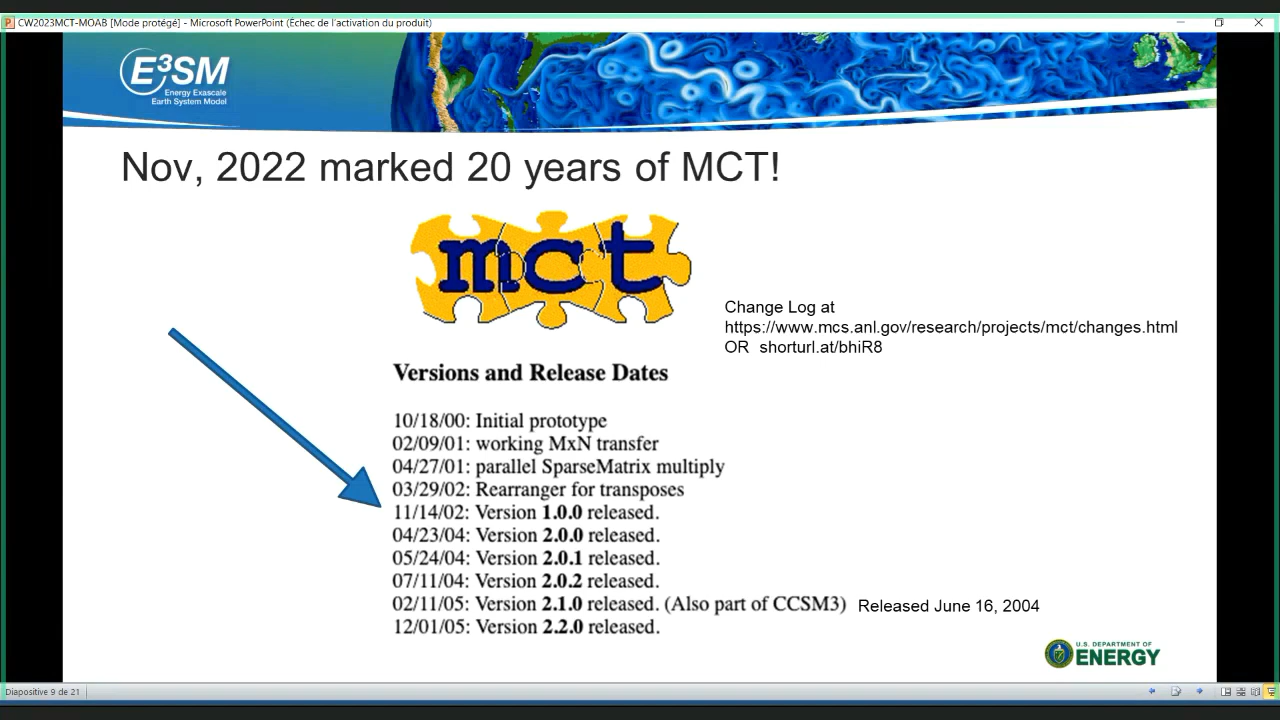 CW2023MCT-MOAB [Mode protégé] - Microsoft PowerPoint (Échec de l'activation du produit)
E³SM
Energy Exascale
Earth System Model
Nov, 2022 marked 20 years of MCT!
mct
Change Log at
https://www.mcs.anl.gov/research/projects/mct/changes.html
OR shorturl.at/bhiR8
Versions and Release Dates
10/18/00: Initial prototype
02/09/01: working MxN transfer
04/27/01: parallel SparseMatrix multiply
03/29/02: Rearranger for transposes
11/14/02: Version 1.0.0 released.
04/23/04: Version 2.0.0 released.
05/24/04: Version 2.0.1 released.
07/11/04: Version 2.0.2 released.
02/11/05: Version 2.1.0 released. (Also part of CCSM3) Released June 16, 2004
12/01/05: Version 2.2.0 released.
U.S. DEPARTMENT OF
ENERGY
Diapositive 9 de 21